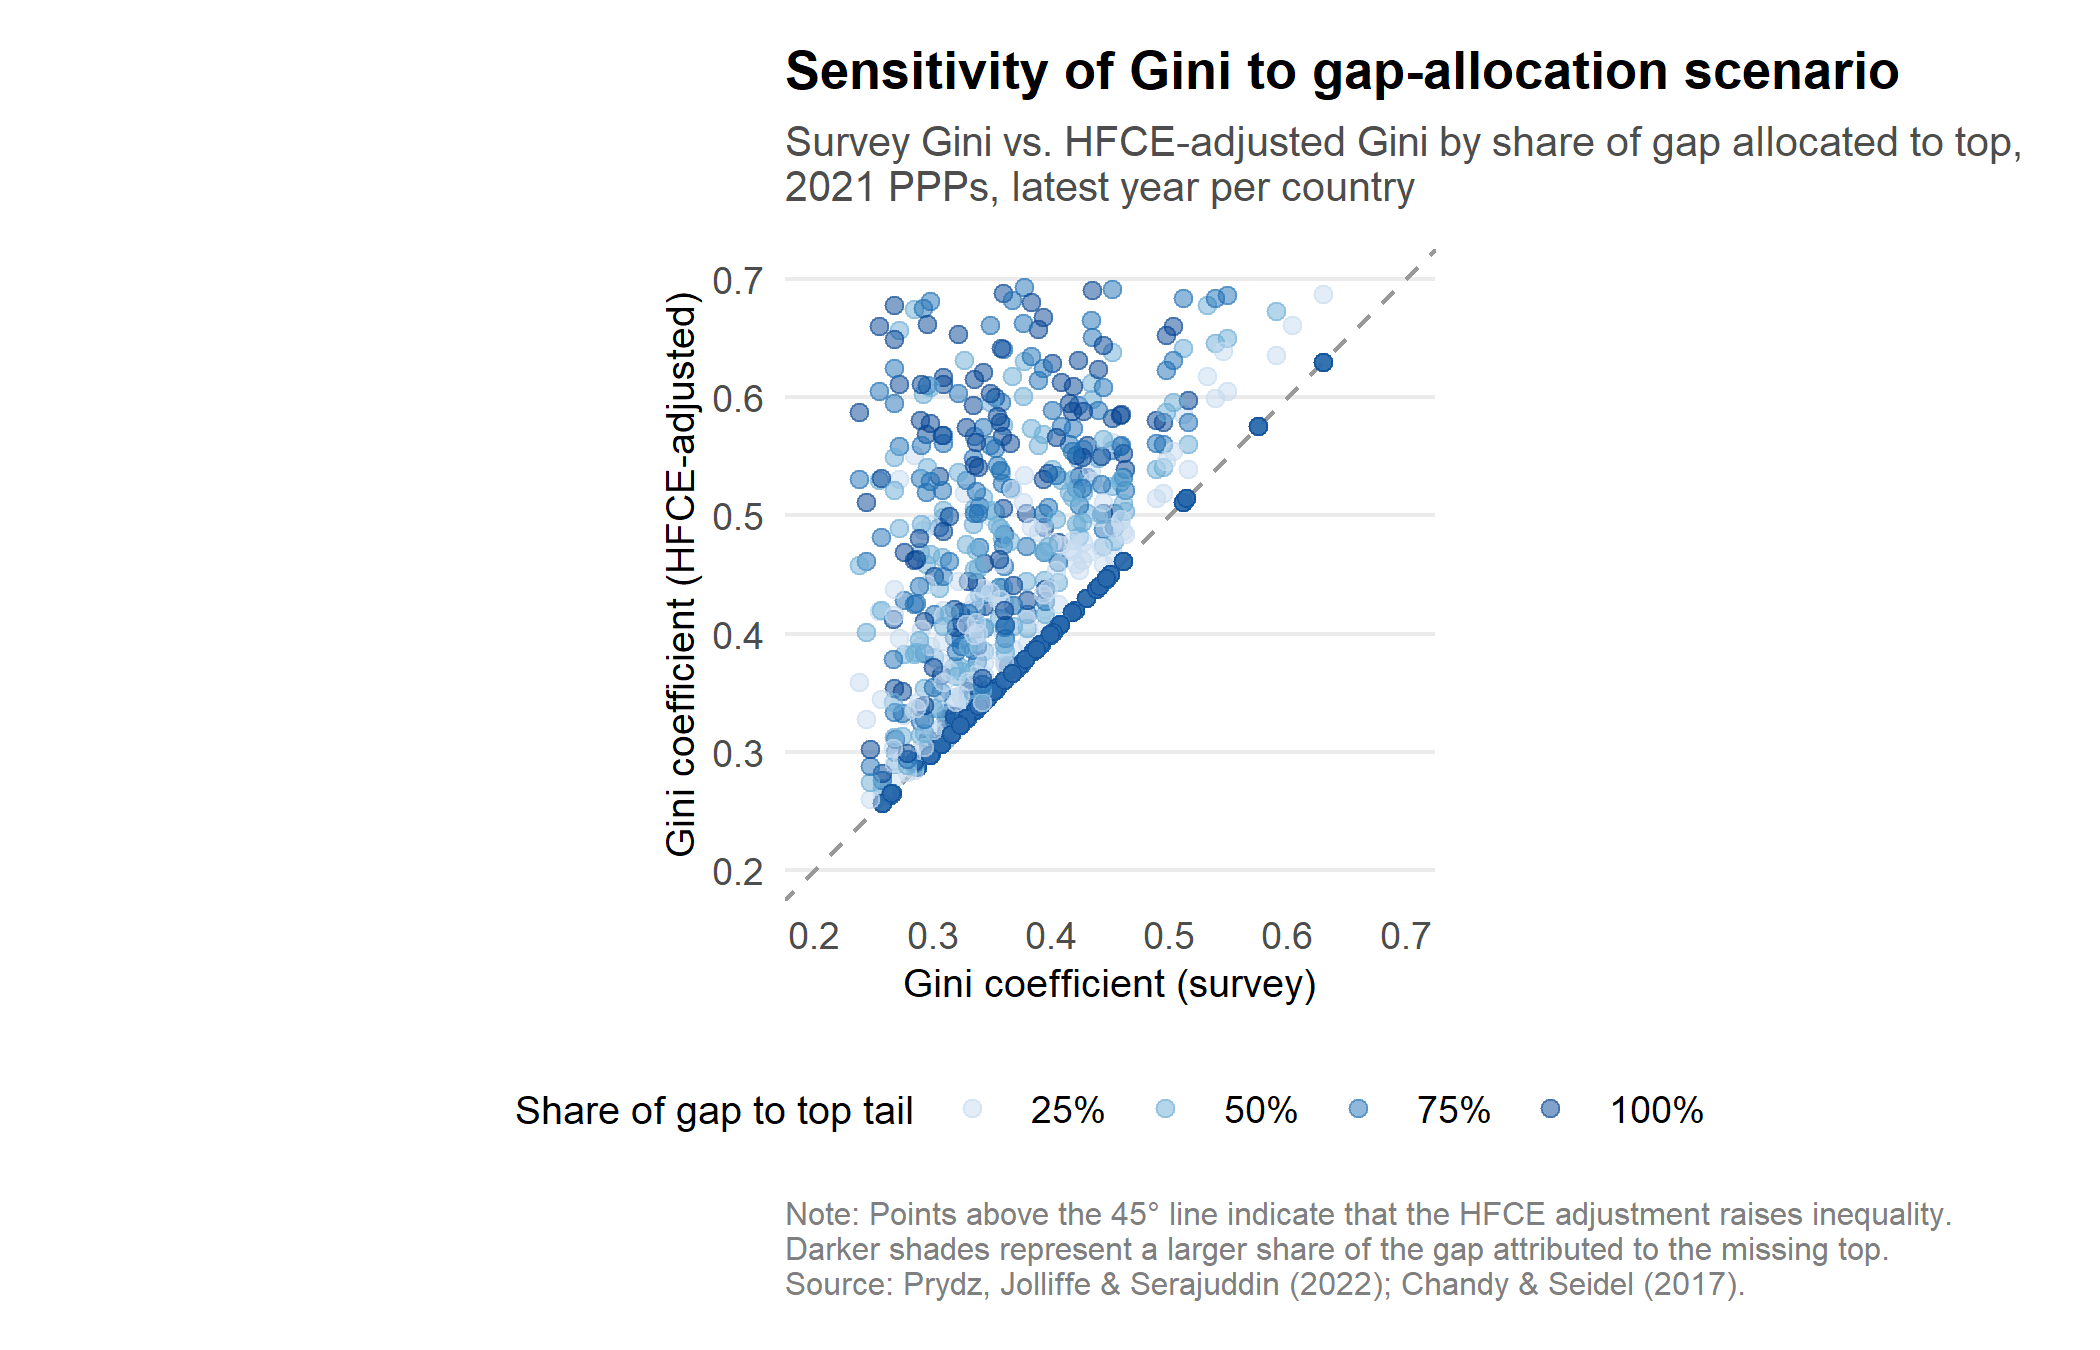 Sensitivity of Gini to gap-allocation scenario
Survey Gini vs. HFCE-adjusted Gini by share of gap allocated to top,
2021 PPPs, latest year per country
Gini coefficient (HFCE-adjusted)
0.7
0.6
0.5
0.4
0.3
0.2
0.2 0.3 0.4 0.5 0.6 0.7
Gini coefficient (survey)
Share of gap to top tail 25% 50% 75% 100%
Note: Points above the 45° line indicate that the HFCE adjustment raises inequality.
Darker shades represent a larger share of the gap attributed to the missing top.
Source: Prydz, Jolliffe & Serajuddin (2022); Chandy & Seidel (2017).